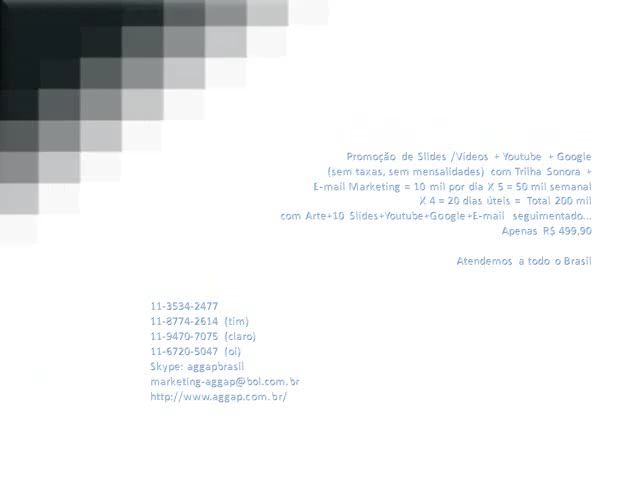 Promoção de Slides /Vídeos + Youtube + Google
(sem taxas, sem mensalidades) com Trilha Sonora +
E-mail Marketing = 10 mil por dia X 5 = 50 mil semanal
X 4 = 20 dias úteis = Total 200 mil
com Arte+10 Slides+Youtube+Google+E-mail seguimentado...
Apenas R$ 499,90
Atendemos a todo o Brasil
11-3534-2477
11-8774-2614 (tim)
11-9470-7075 (claro)
11-6720-5047 (oi)
Skype: aggapbrasil
marketing-aggap@bol.com.br
http://www.aggap.com.br/